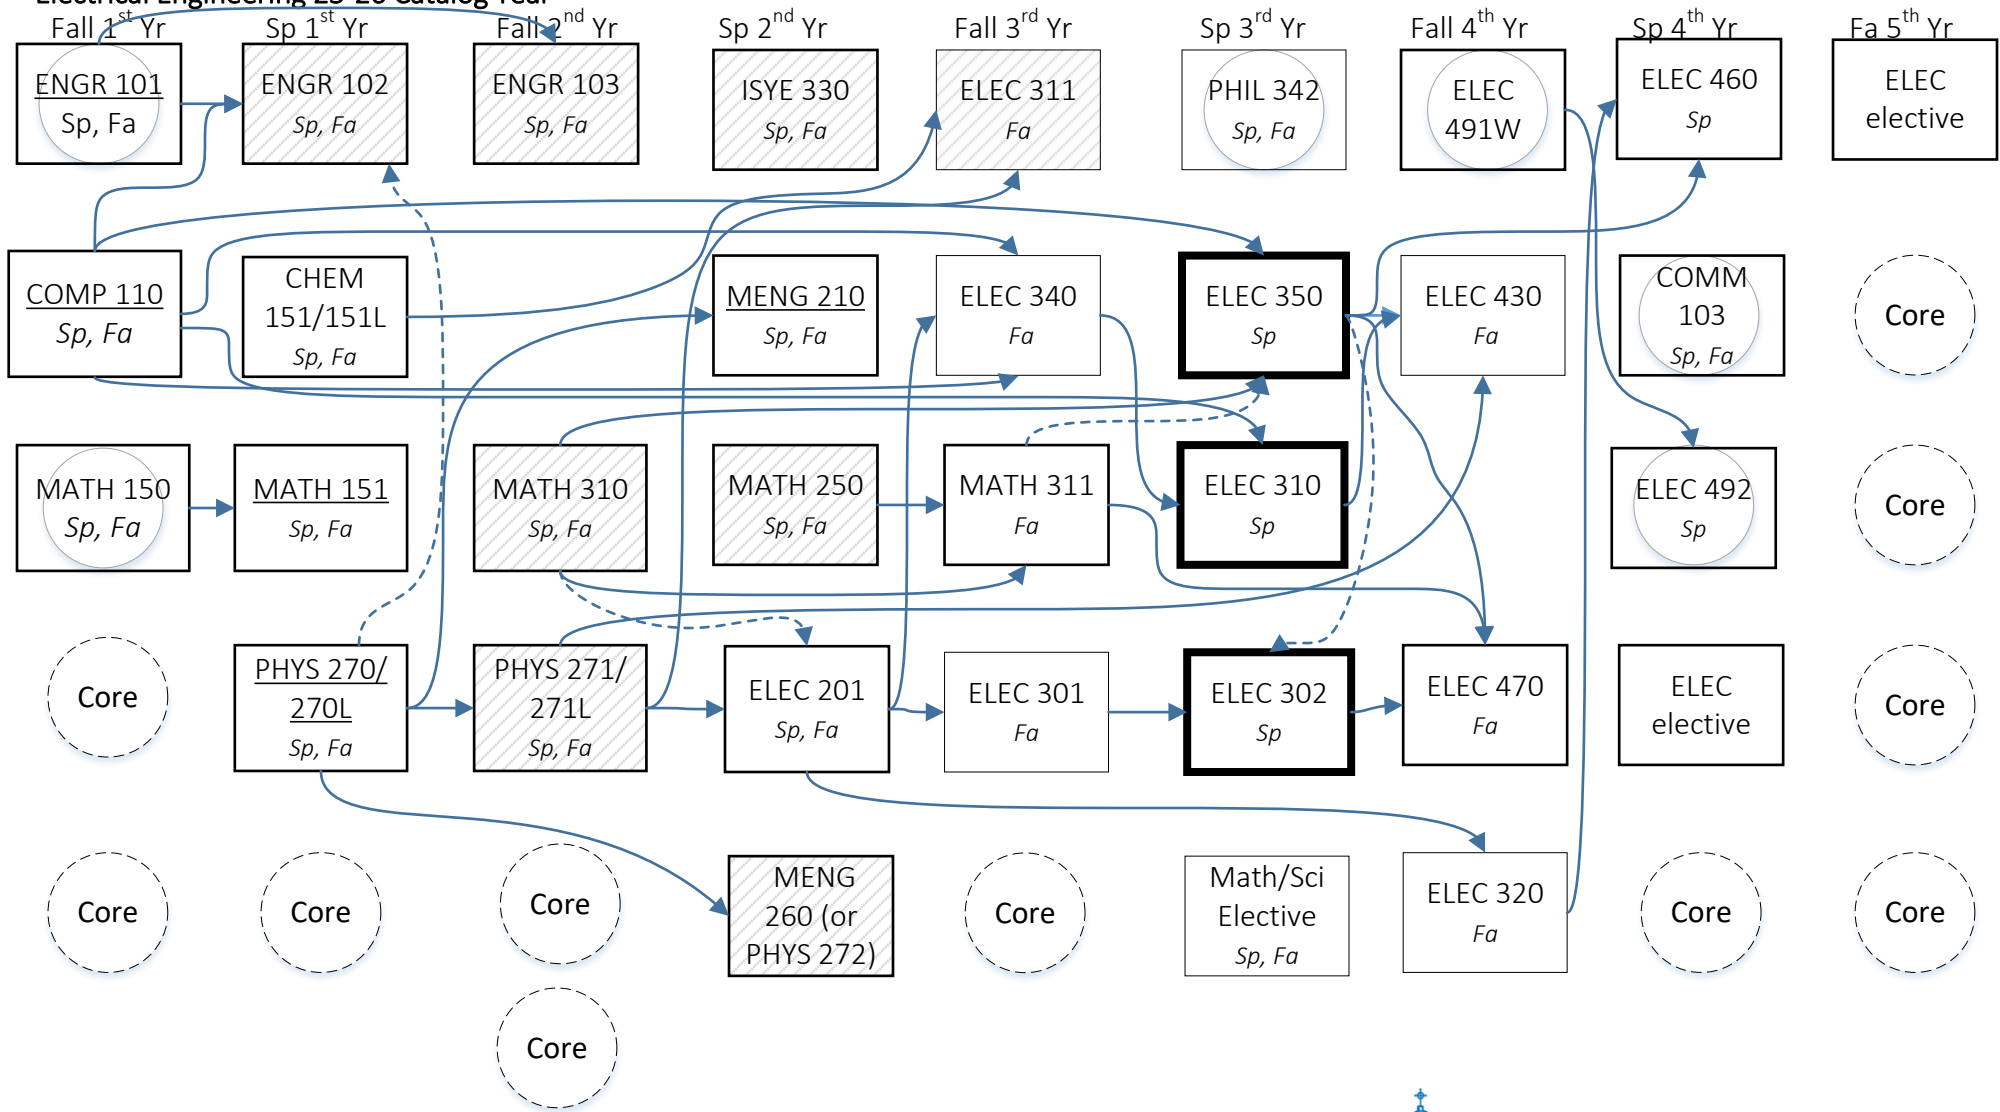 Electrical Engineering 25-26 Catalog Year
Fall 1st Yr
Sp 1st Yr
Fall 2nd Yr
Sp 2nd Yr
Fall 3rd Yr
Sp 3rd Yr
Fall 4th Yr
Sp 4th Yr
Fa 5th Yr
ENGR 101
Sp, Fa
ENGR 102
Sp, Fa
ENGR 103
Sp, Fa
ISYE 330
Sp, Fa
ELEC 311
Fa
PHIL 342
Sp, Fa
ELEC
491W
ELEC 460
Sp
ELEC
elective
COMP 110
Sp, Fa
CHEM
151/151L
Sp, Fa
MENG 210
Sp, Fa
ELEC 340
Fa
ELEC 350
Sp
ELEC 430
Fa
COMM
103
Sp, Fa
Core
MATH 150
Sp, Fa
MATH 151
Sp, Fa
MATH 310
Sp, Fa
MATH 250
Sp, Fa
MATH 311
Fa
ELEC 310
Sp
ELEC 492
Sp
Core
Core
PHYS 270/
270L
Sp, Fa
PHYS 271/
271L
Sp, Fa
ELEC 201
Sp, Fa
ELEC 301
Fa
ELEC 302
Sp
ELEC 470
Fa
ELEC
elective
Core
Core
Core
Core
MENG
260 (or
PHYS 272)
Core
Math/Sci
Elective
Sp, Fa
ELEC 320
Fa
Core
Core
Core